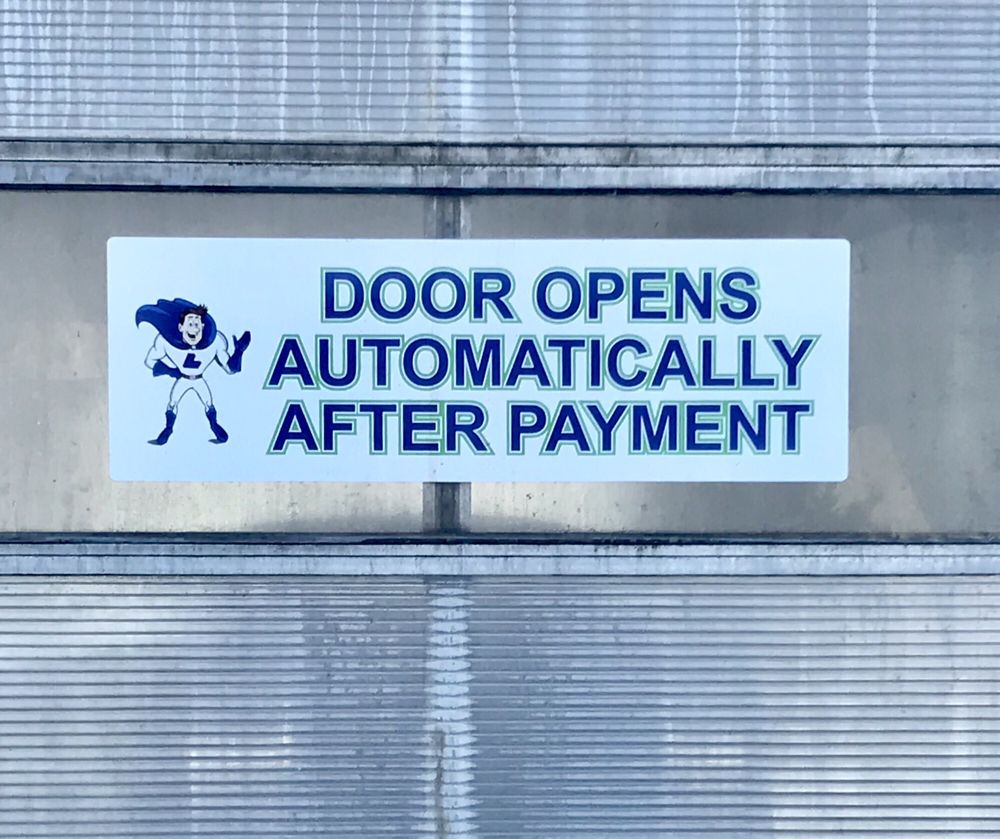 DOOR OPENS
AUTOMATICALLY
AFTER PAYMENT
L